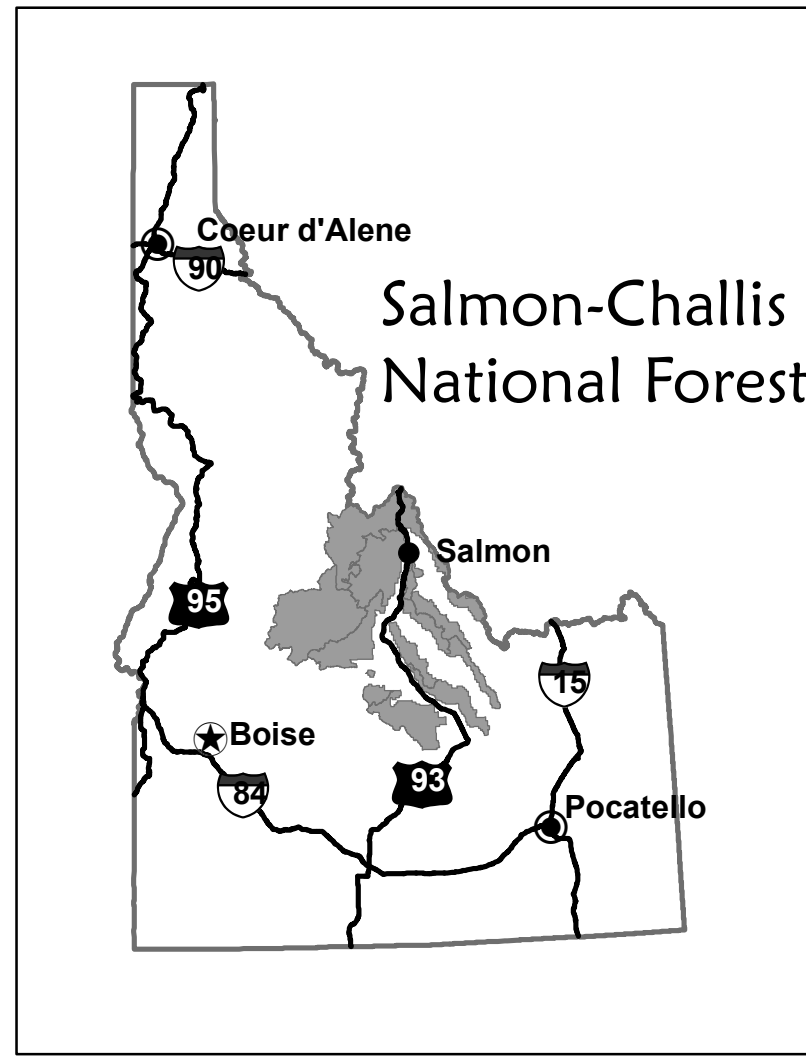 Coeur d'Alene
90
Salmon-Challis
National Forest
Salmon
95
15
Boise
93
84
Pocatello